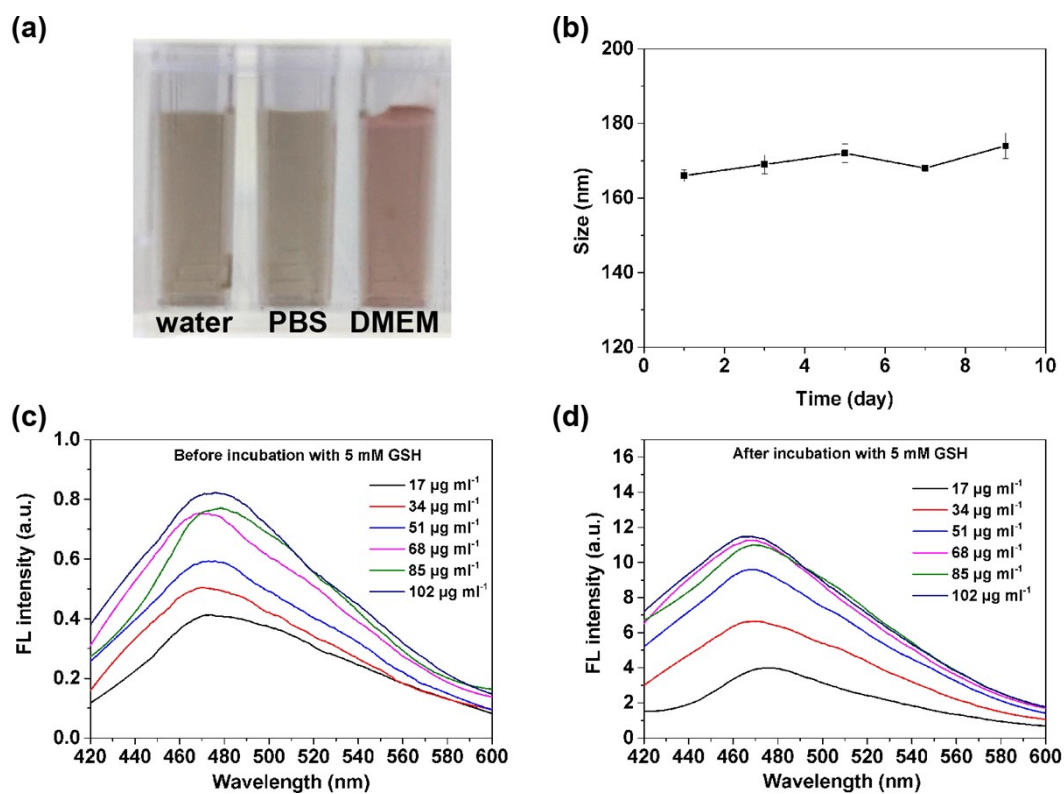 (a)
water PBS DMEM
(b)
200
180
160
140
120
0 2 4 6 8 10
Size (nm)
Time (day)
(c)
1.0
0.8
0.6
0.4
0.2
0.0
420 440 460 480 500 520 540 560 580 600
FL intensity (a.u.)
Wavelength (nm)
Before incubation with 5 mM GSH
17 µg ml⁻¹
34 µg ml⁻¹
51 µg ml⁻¹
68 µg ml⁻¹
85 µg ml⁻¹
102 µg ml⁻¹
(d)
16
14
12
10
8
6
4
2
0
420 440 460 480 500 520 540 560 580 600
FL intensity (a.u.)
Wavelength (nm)
After incubation with 5 mM GSH
17 µg ml⁻¹
34 µg ml⁻¹
51 µg ml⁻¹
68 µg ml⁻¹
85 µg ml⁻¹
102 µg ml⁻¹